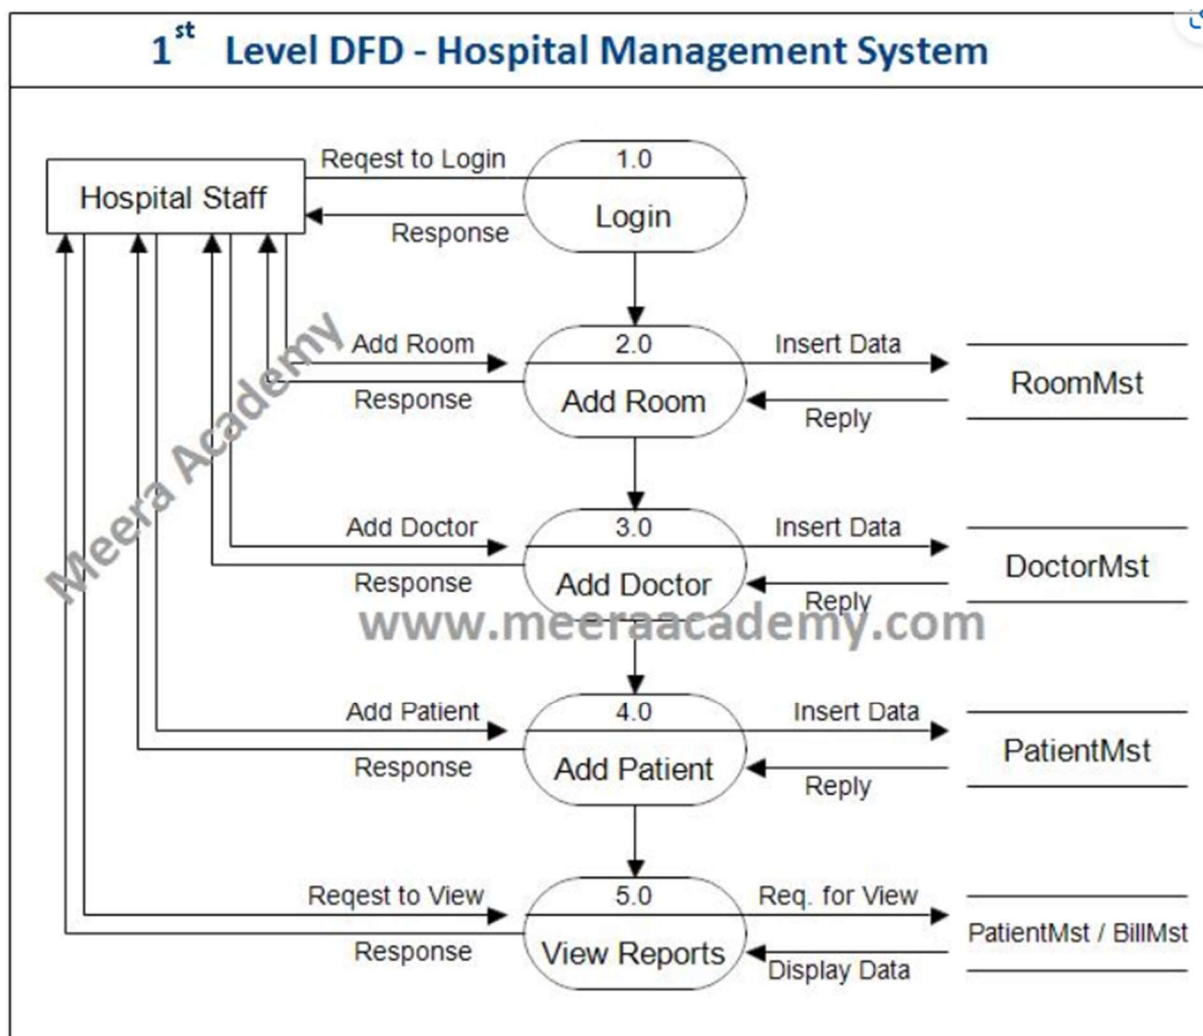 1st Level DFD - Hospital Management System
Reqest to Login
1.0
Hospital Staff
Login
Response
Add Room
2.0
Insert Data
RoomMst
Response
Add Room
Reply
Meera Academy
Add Doctor
3.0
Insert Data
DoctorMst
Response
Add Doctor
Reply
www.meeraacademy.com
Add Patient
4.0
Insert Data
PatientMst
Response
Add Patient
Reply
Reqest to View
5.0
Req. for View
PatientMst / BillMst
Response
View Reports
Display Data